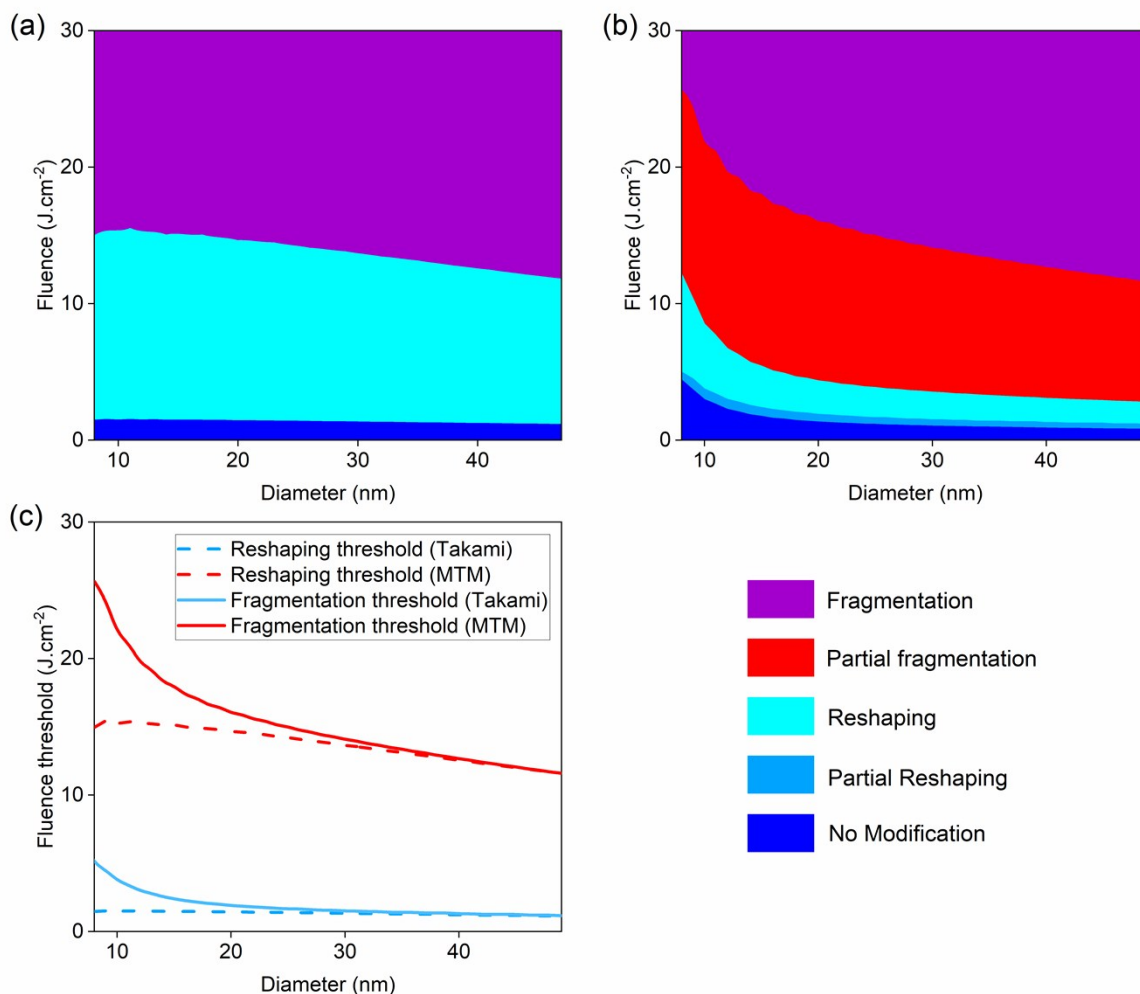 (a)
30
20
10
0
Fluence (J.cm⁻²)
10
20
30
40
Diameter (nm)
(b)
30
20
10
0
Fluence (J.cm⁻²)
10
20
30
40
Diameter (nm)
(c)
30
20
10
0
Fluence threshold (J.cm⁻²)
Reshaping threshold (Takami)
Reshaping threshold (MTM)
Fragmentation threshold (Takami)
Fragmentation threshold (MTM)
10
20
30
40
Diameter (nm)
Fragmentation
Partial fragmentation
Reshaping
Partial Reshaping
No Modification